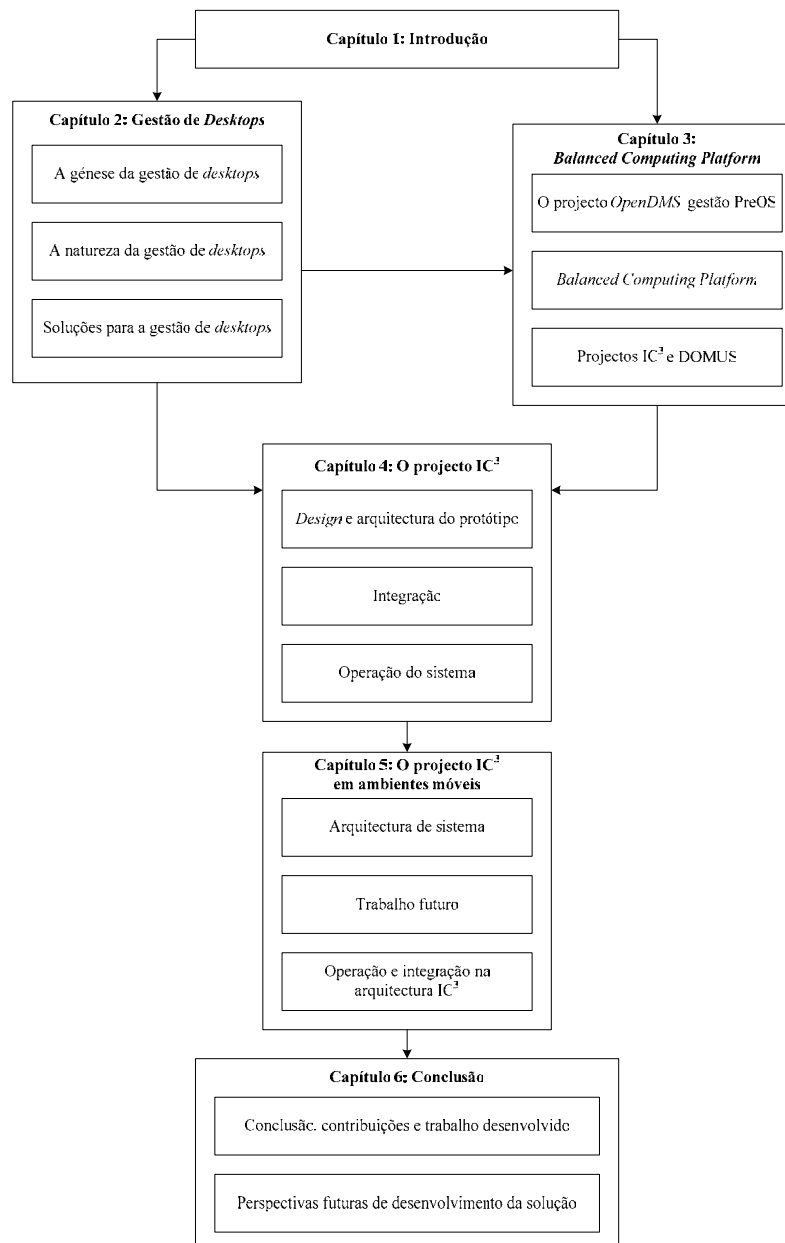 Capítulo 1: Introdução
Capítulo 2: Gestão de Desktops
A génese da gestão de desktops
A natureza da gestão de desktops
Soluções para a gestão de desktops
Capítulo 3:
Balanced Computing Platform
O projecto OpenDMS gestão PreOS
Balanced Computing Platform
Projectos IC³ e DOMUS
Capítulo 4: O projecto IC³
Design e arquitectura do protótipo
Integração
Operação do sistema
Capítulo 5: O projecto IC³
em ambientes móveis
Arquitectura de sistema
Trabalho futuro
Operação e integração na
arquitectura IC³
Capítulo 6: Conclusão
Conclusão, contribuições e trabalho desenvolvido
Perspectivas futuras de desenvolvimento da solução